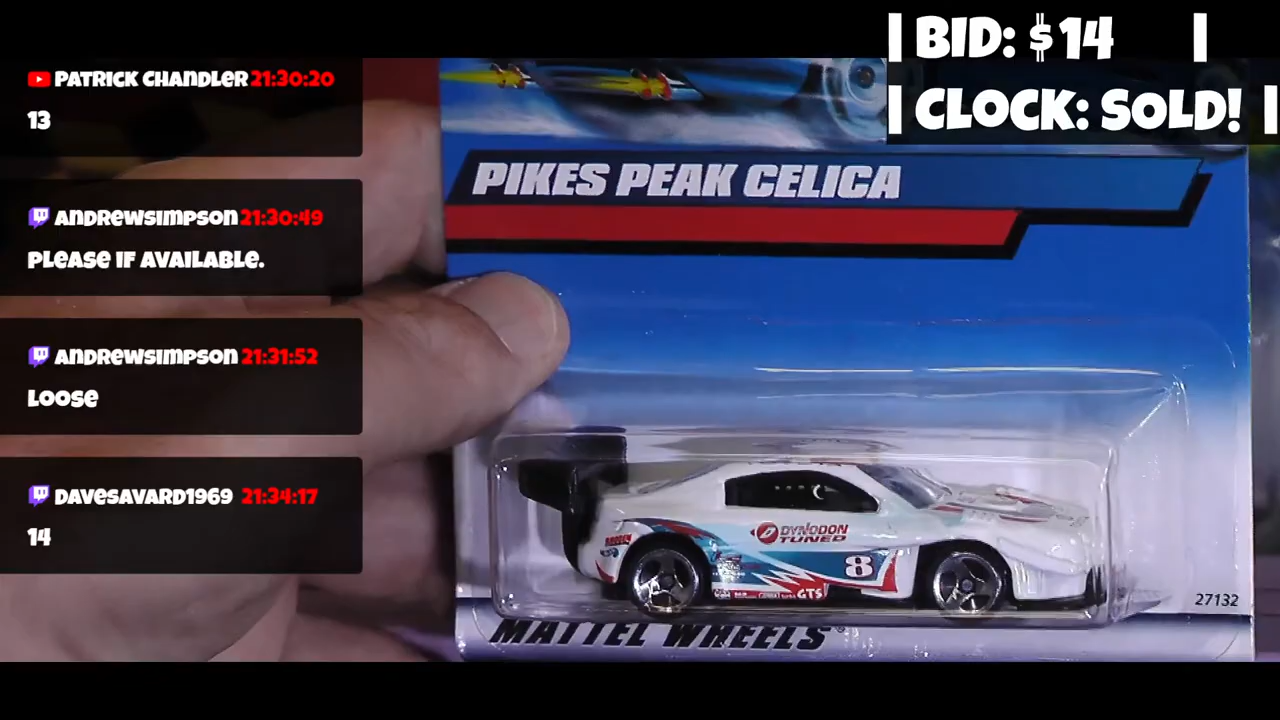 | BID: $14 |
| CLOCK: SOLD! |
PATRICK CHANDLER 21:30:20
13
ANDREWSIMPSON 21:30:49
PLEASE IF AVAILABLE.
ANDREWSIMPSON 21:31:52
LOOSE
DAVESAVARD1969 21:34:17
14
PIKES PEAK CELICA
DYNODON
TUNED
8
GTS
27132
MATTEL WHEELS